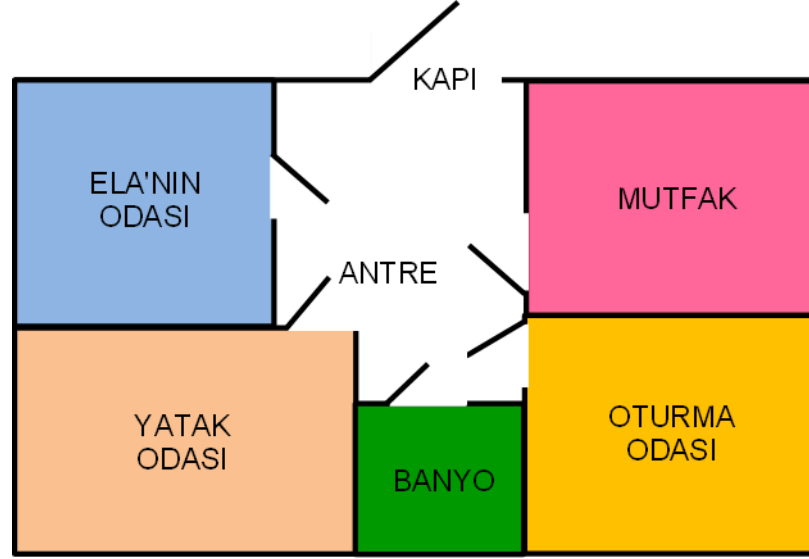 KAPI
ELA'NIN
ODASI
MUTFAK
ANTRE
YATAK
ODASI
BANYO
OTURMA
ODASI